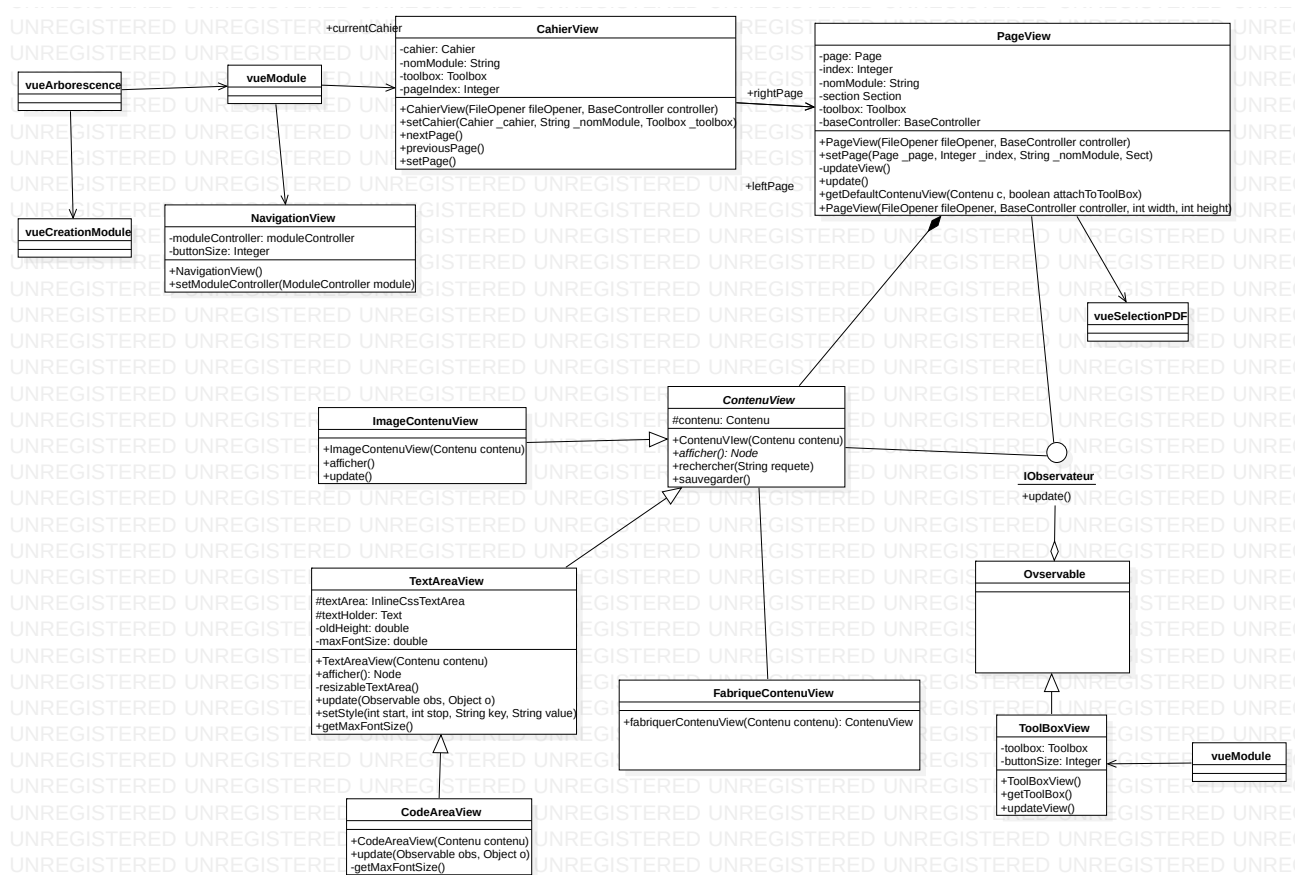 +currentCahier
CahierView
-cahier: Cahier
-nomModule: String
-toolbox: Toolbox
-pageIndex: Integer
+CahierView(FileOpener fileOpener, BaseController controller)
+setCahier(Cahier _cahier, String _nomModule, Toolbox _toolbox)
+nextPage()
+previousPage()
+setPage()
PageView
-page: Page
-index: Integer
-nomModule: String
-section Section
-toolbox: Toolbox
-baseController: BaseController
+PageView(FileOpener fileOpener, BaseController controller)
+setPage(Page _page, Integer _index, String _nomModule, Sect)
-updateView()
+update()
+getDefaultContenuView(Contenu c, boolean attachToToolBox)
+PageView(FileOpener fileOpener, BaseController controller, int width, int height)
vueArborescence
vueModule
+rightPage
+leftPage
vueCreationModule
NavigationView
-moduleController: moduleController
-buttonSize: Integer
+NavigationView()
+setModuleController(ModuleController module)
vueSelectionPDF
ImageContenuView
+ImageContenuView(Contenu contenu)
+afficher()
+update()
ContenuView
#contenu: Contenu
+ContenuVIew(Contenu contenu)
+afficher(): Node
+rechercher(String requete)
+sauvegarder()
IObservateur
+update()
TextAreaView
#textArea: InlineCssTextArea
#textHolder: Text
-oldHeight: double
-maxFontSize: double
+TextAreaView(Contenu contenu)
+afficher(): Node
-resizableTextArea()
+update(Observable obs, Object o)
+setStyle(int start, int stop, String key, String value)
+getMaxFontSize()
Ovservable
FabriqueContenuView
+fabriquerContenuView(Contenu contenu): ContenuView
ToolBoxView
-toolbox: Toolbox
-buttonSize: Integer
+ToolBoxView()
+getToolBox()
+updateView()
vueModule
CodeAreaView
+CodeAreaView(Contenu contenu)
+update(Observable obs, Object o)
-getMaxFontSize()
UNREGISTERED